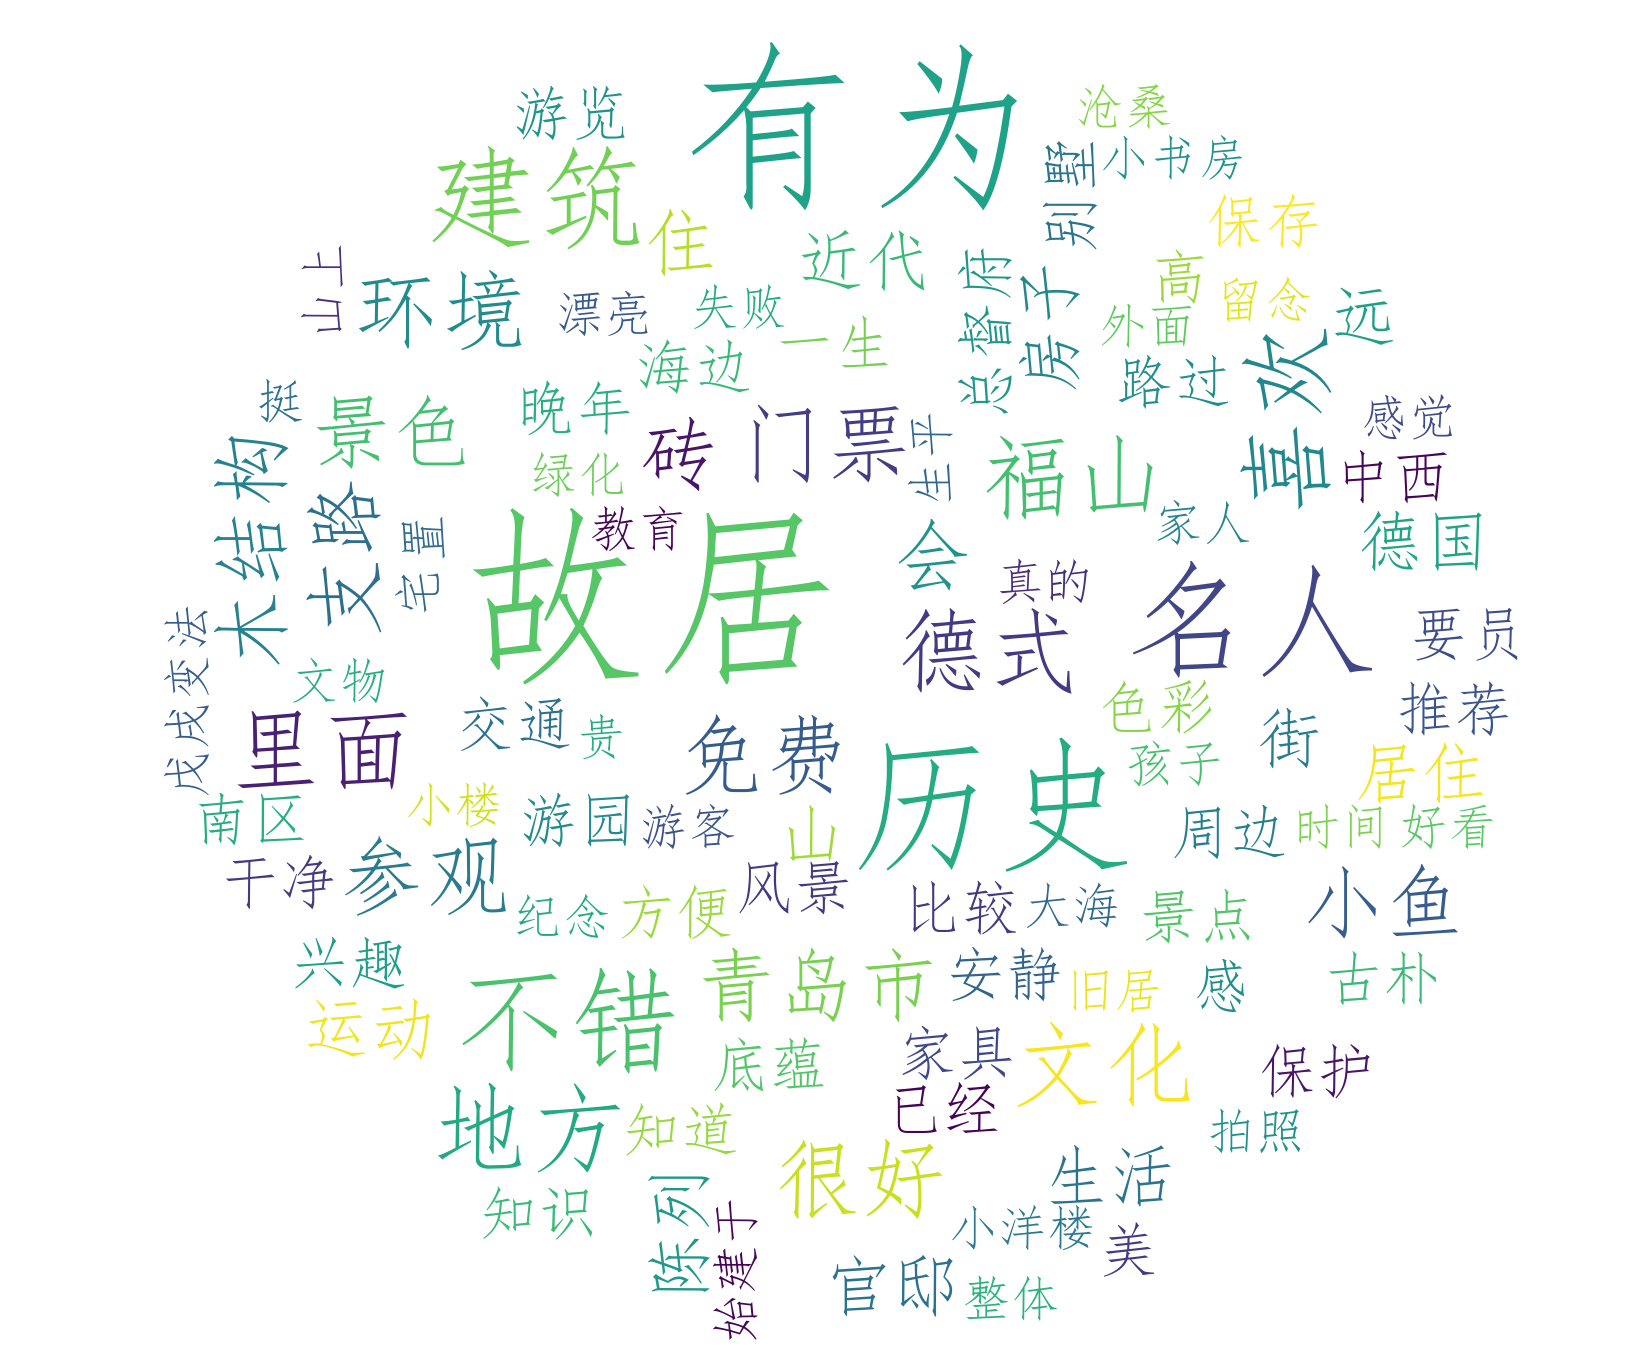 有为
游览
沧桑
建筑
小书房
别墅
住
保存
近代
高
山上
环境
总督府
房子
漂亮
失败
留念
远
外面
一生
海边
喜欢
路过
挺
晚年
景色
感觉
砖
门票
木结构
生平
福山
中西
绿化
支路
宅置
教育
故居
会
家人
德国
真的
名人
德式
要员
戊戌变法
文物
色彩
推荐
里面
交通
贵
免费
街
历史
孩子
居住
南区
小楼
游园
游客
山
周边
时间
好看
干净
参观
风景
比较
大海
小鱼
纪念
方便
景点
兴趣
不错
青岛市
安静
旧居
感
古朴
运动
家具
文化
底蕴
保护
地方
已经
知道
拍照
很好
生活
知识
陈列
始建于
小洋楼
美
官邸
整体